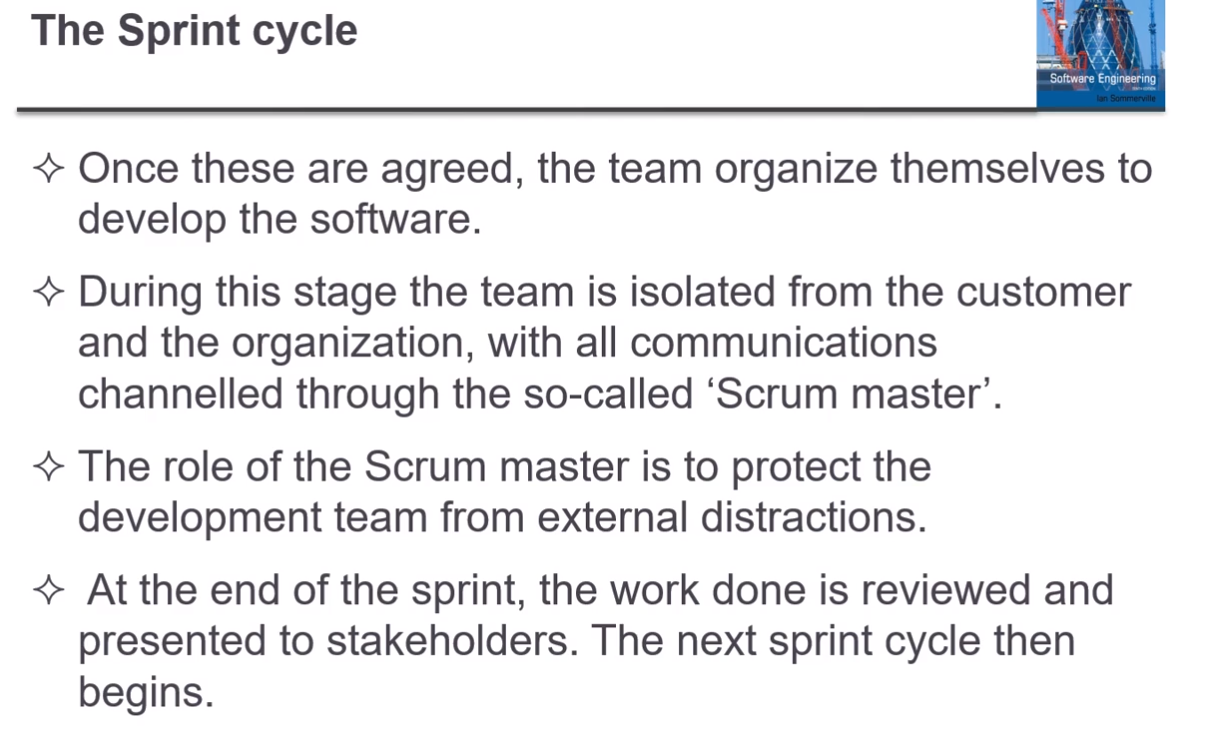 The Sprint cycle
Software Engineering
Ian Sommerville
✧ Once these are agreed, the team organize themselves to
develop the software.
✧ During this stage the team is isolated from the customer
and the organization, with all communications
channelled through the so-called ‘Scrum master’.
✧ The role of the Scrum master is to protect the
development team from external distractions.
✧ At the end of the sprint, the work done is reviewed and
presented to stakeholders. The next sprint cycle then
begins.